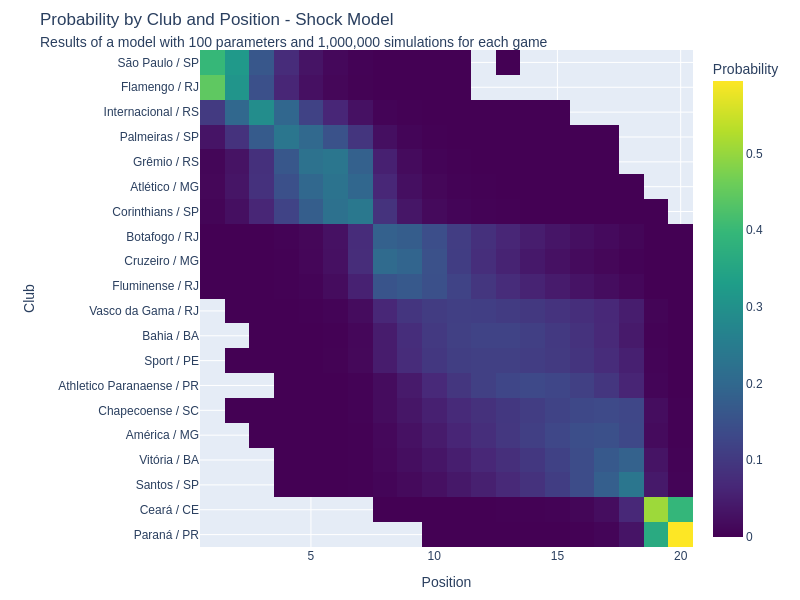 Probability by Club and Position - Shock Model
Results of a model with 100 parameters and 1,000,000 simulations for each game
Probability
Club
São Paulo / SP
Flamengo / RJ
Internacional / RS
Palmeiras / SP
Grêmio / RS
Atlético / MG
Corinthians / SP
Botafogo / RJ
Cruzeiro / MG
Fluminense / RJ
Vasco da Gama / RJ
Bahia / BA
Sport / PE
Athletico Paranaense / PR
Chapecoense / SC
América / MG
Vitória / BA
Santos / SP
Ceará / CE
Paraná / PR
5
10
15
20
Position
0.5
0.4
0.3
0.2
0.1
0